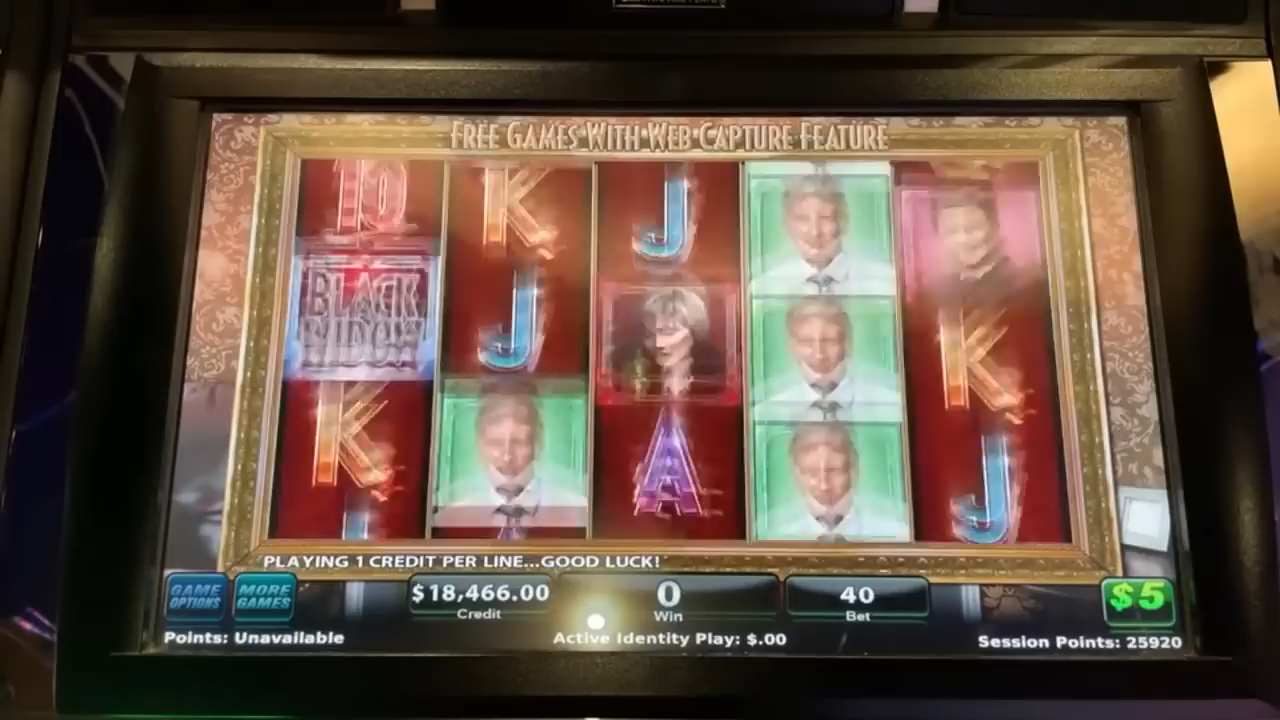 FREE GAMES WITH WEB CAPTURE FEATURE
10 K J
BLACK WIDOW J K
K A J
PLAYING 1 CREDIT PER LINE...GOOD LUCK!
GAME OPTIONS MORE GAMES $18,466.00 Credit 0 Win 40 Bet $5
Points: Unavailable Active Identity Play: $.00 Session Points: 25920